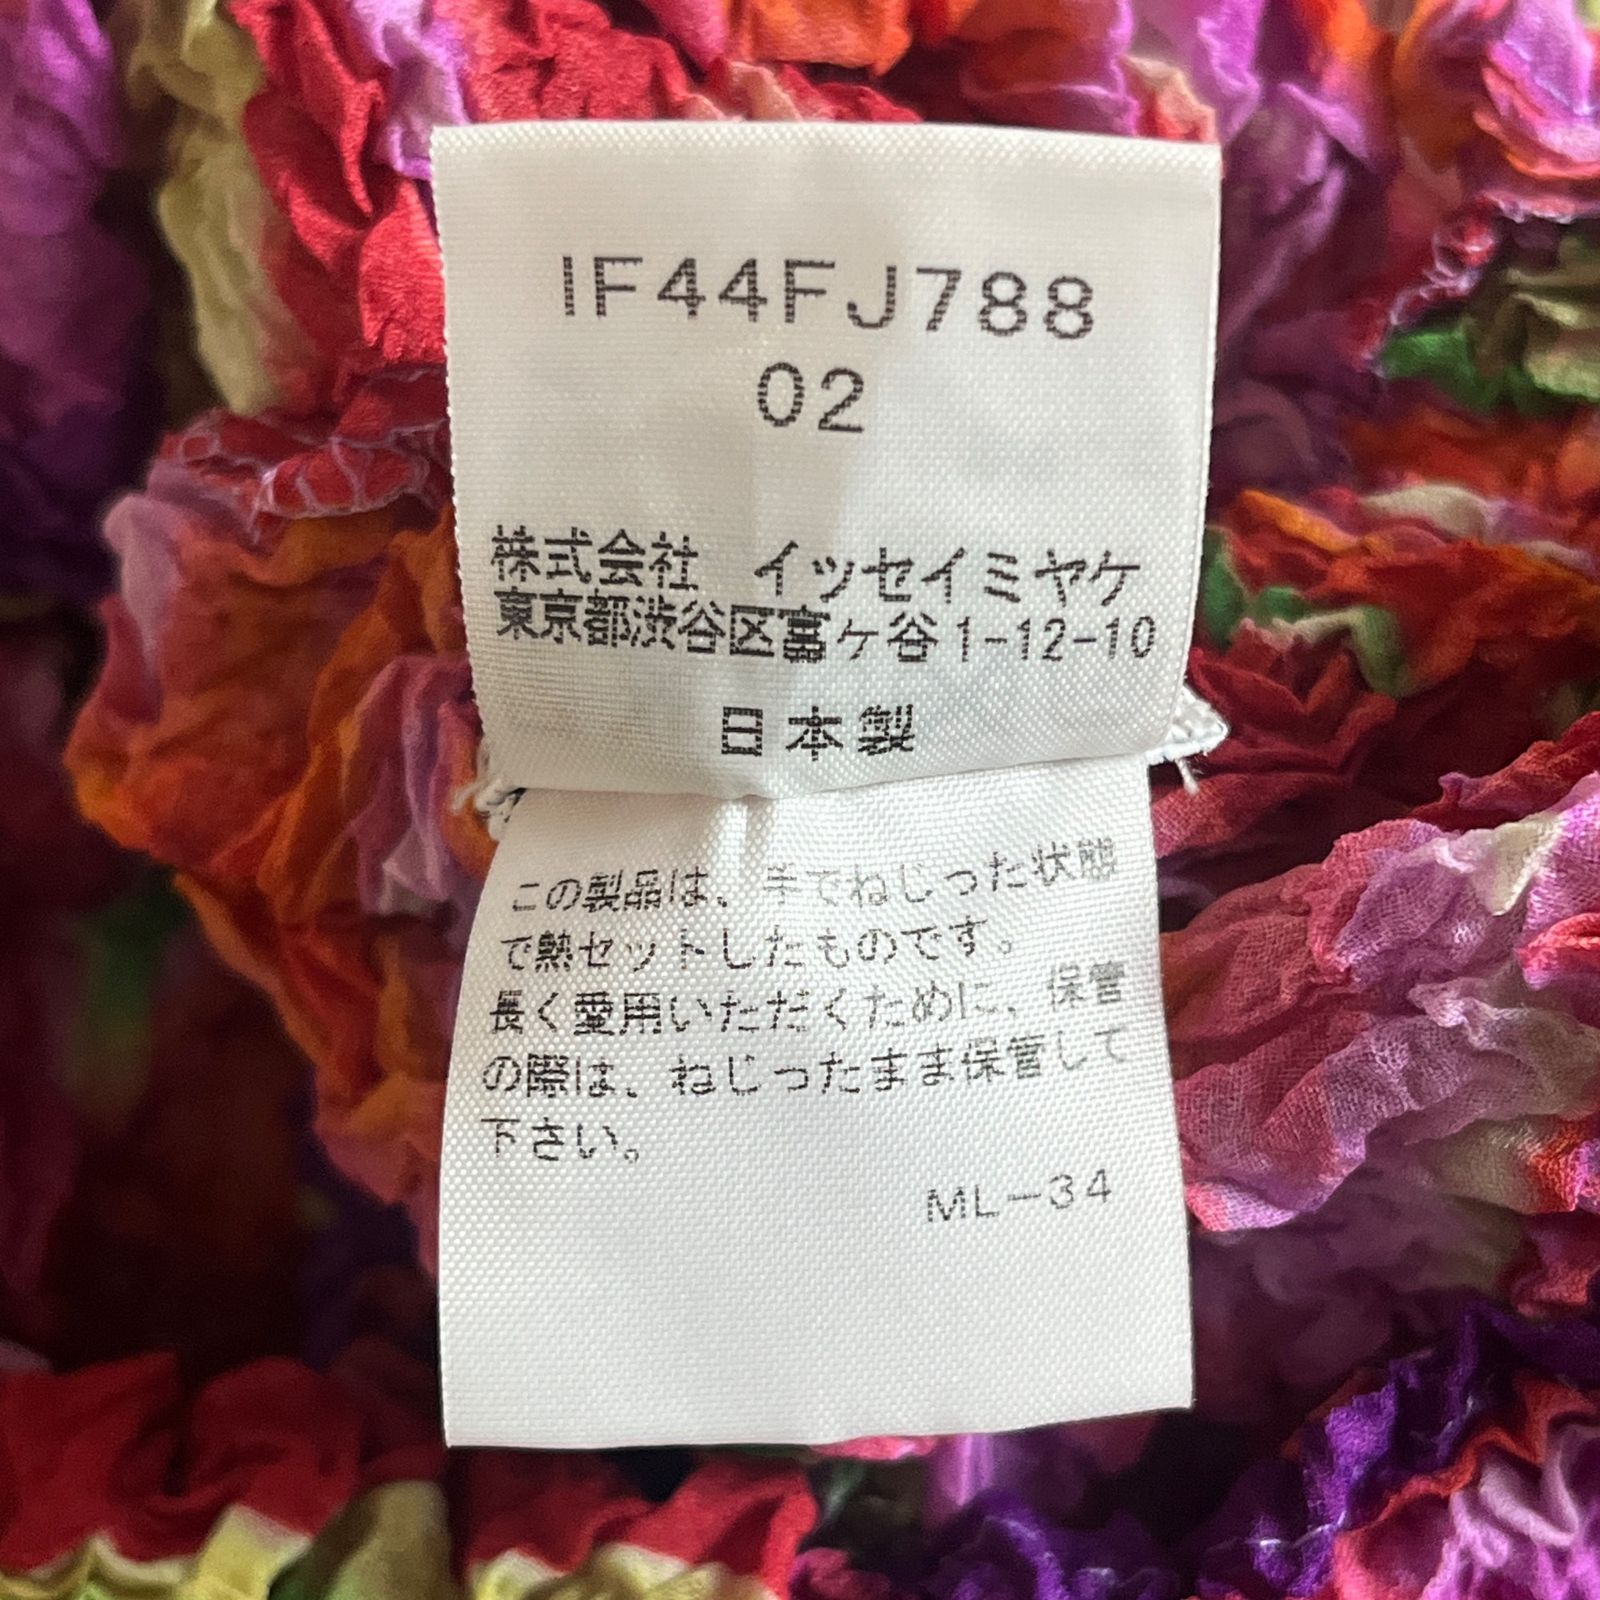 IF44FJ788
02
株式会社　イッセイミヤケ
東京都渋谷区富ケ谷1-12-10
日本製
この製品は、手でねじった状態
で熱セットしたものです。
長く愛用いただくために、保管
の際は、ねじったまま保管して
下さい。
ML-34